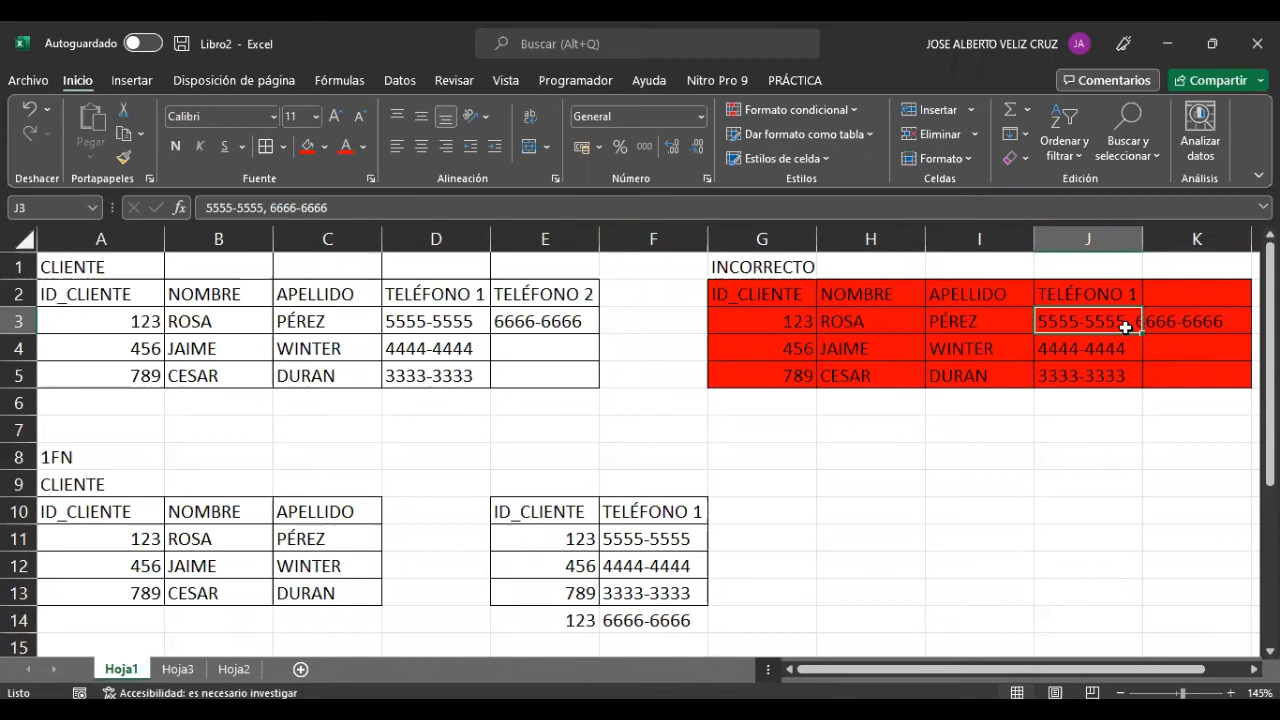 Autoguardado Libro2 - Excel Buscar (Alt+Q) JOSE ALBERTO VELIZ CRUZ JA
Archivo Inicio Insertar Disposición de página Fórmulas Datos Revisar Vista Programador Ayuda Nitro Pro 9 PRÁCTICA Comentarios Compartir
Pegar
Calibri 11
N K S
General
% 000
Formato condicional
Dar formato como tabla
Estilos de celda
Insertar
Eliminar
Formato
Ordenar y filtrar
Buscar y seleccionar
Analizar datos
Deshacer Portapapeles Fuente Alineación Número Estilos Celdas Edición Análisis
J3 fx 5555-5555, 6666-6666
A B C D E F G H I J K
1 CLIENTE INCORRECTO
2 ID_CLIENTE NOMBRE APELLIDO TELÉFONO 1 TELÉFONO 2 ID_CLIENTE NOMBRE APELLIDO TELÉFONO 1
3 123 ROSA PÉREZ 5555-5555 6666-6666 123 ROSA PÉREZ 5555-5555, 6666-6666
4 456 JAIME WINTER 4444-4444 456 JAIME WINTER 4444-4444
5 789 CESAR DURAN 3333-3333 789 CESAR DURAN 3333-3333
6
7
8 1FN
9 CLIENTE
10 ID_CLIENTE NOMBRE APELLIDO ID_CLIENTE TELÉFONO 1
11 123 ROSA PÉREZ 123 5555-5555
12 456 JAIME WINTER 456 4444-4444
13 789 CESAR DURAN 789 3333-3333
14 123 6666-6666
15
Hoja1 Hoja3 Hoja2
Listo Accesibilidad: es necesario investigar 145%